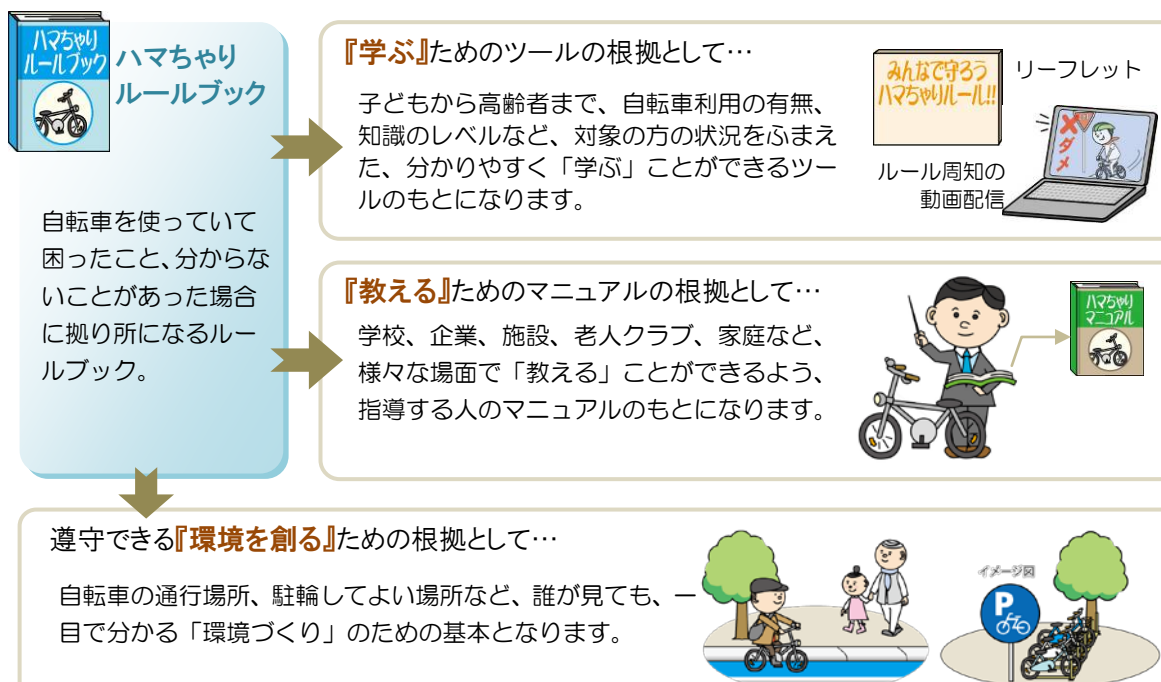 ハマちゃり
ルールブック
ハマちゃり
ルールブック
自転車を使っていて
困ったこと、分からな
いことがあった場合
に拠り所になるルー
ルブック。
『学ぶ』ためのツールの根拠として…
子どもから高齢者まで、自転車利用の有無、
知識のレベルなど、対象の方の状況をふまえ
た、分かりやすく「学ぶ」ことができるツー
ルのもとになります。
みんなで守ろう
ハマちゃりルール!!
リーフレット
ルール周知の
動画配信
✕ダメ
『教える』ためのマニュアルの根拠として…
学校、企業、施設、老人クラブ、家庭など、
様々な場面で「教える」ことができるよう、
指導する人のマニュアルのもとになります。
ハマちゃり
マニュアル
遵守できる『環境を創る』ための根拠として…
自転車の通行場所、駐輪してよい場所など、誰が見ても、一
目で分かる「環境づくり」のための基本となります。
イメージ図
P